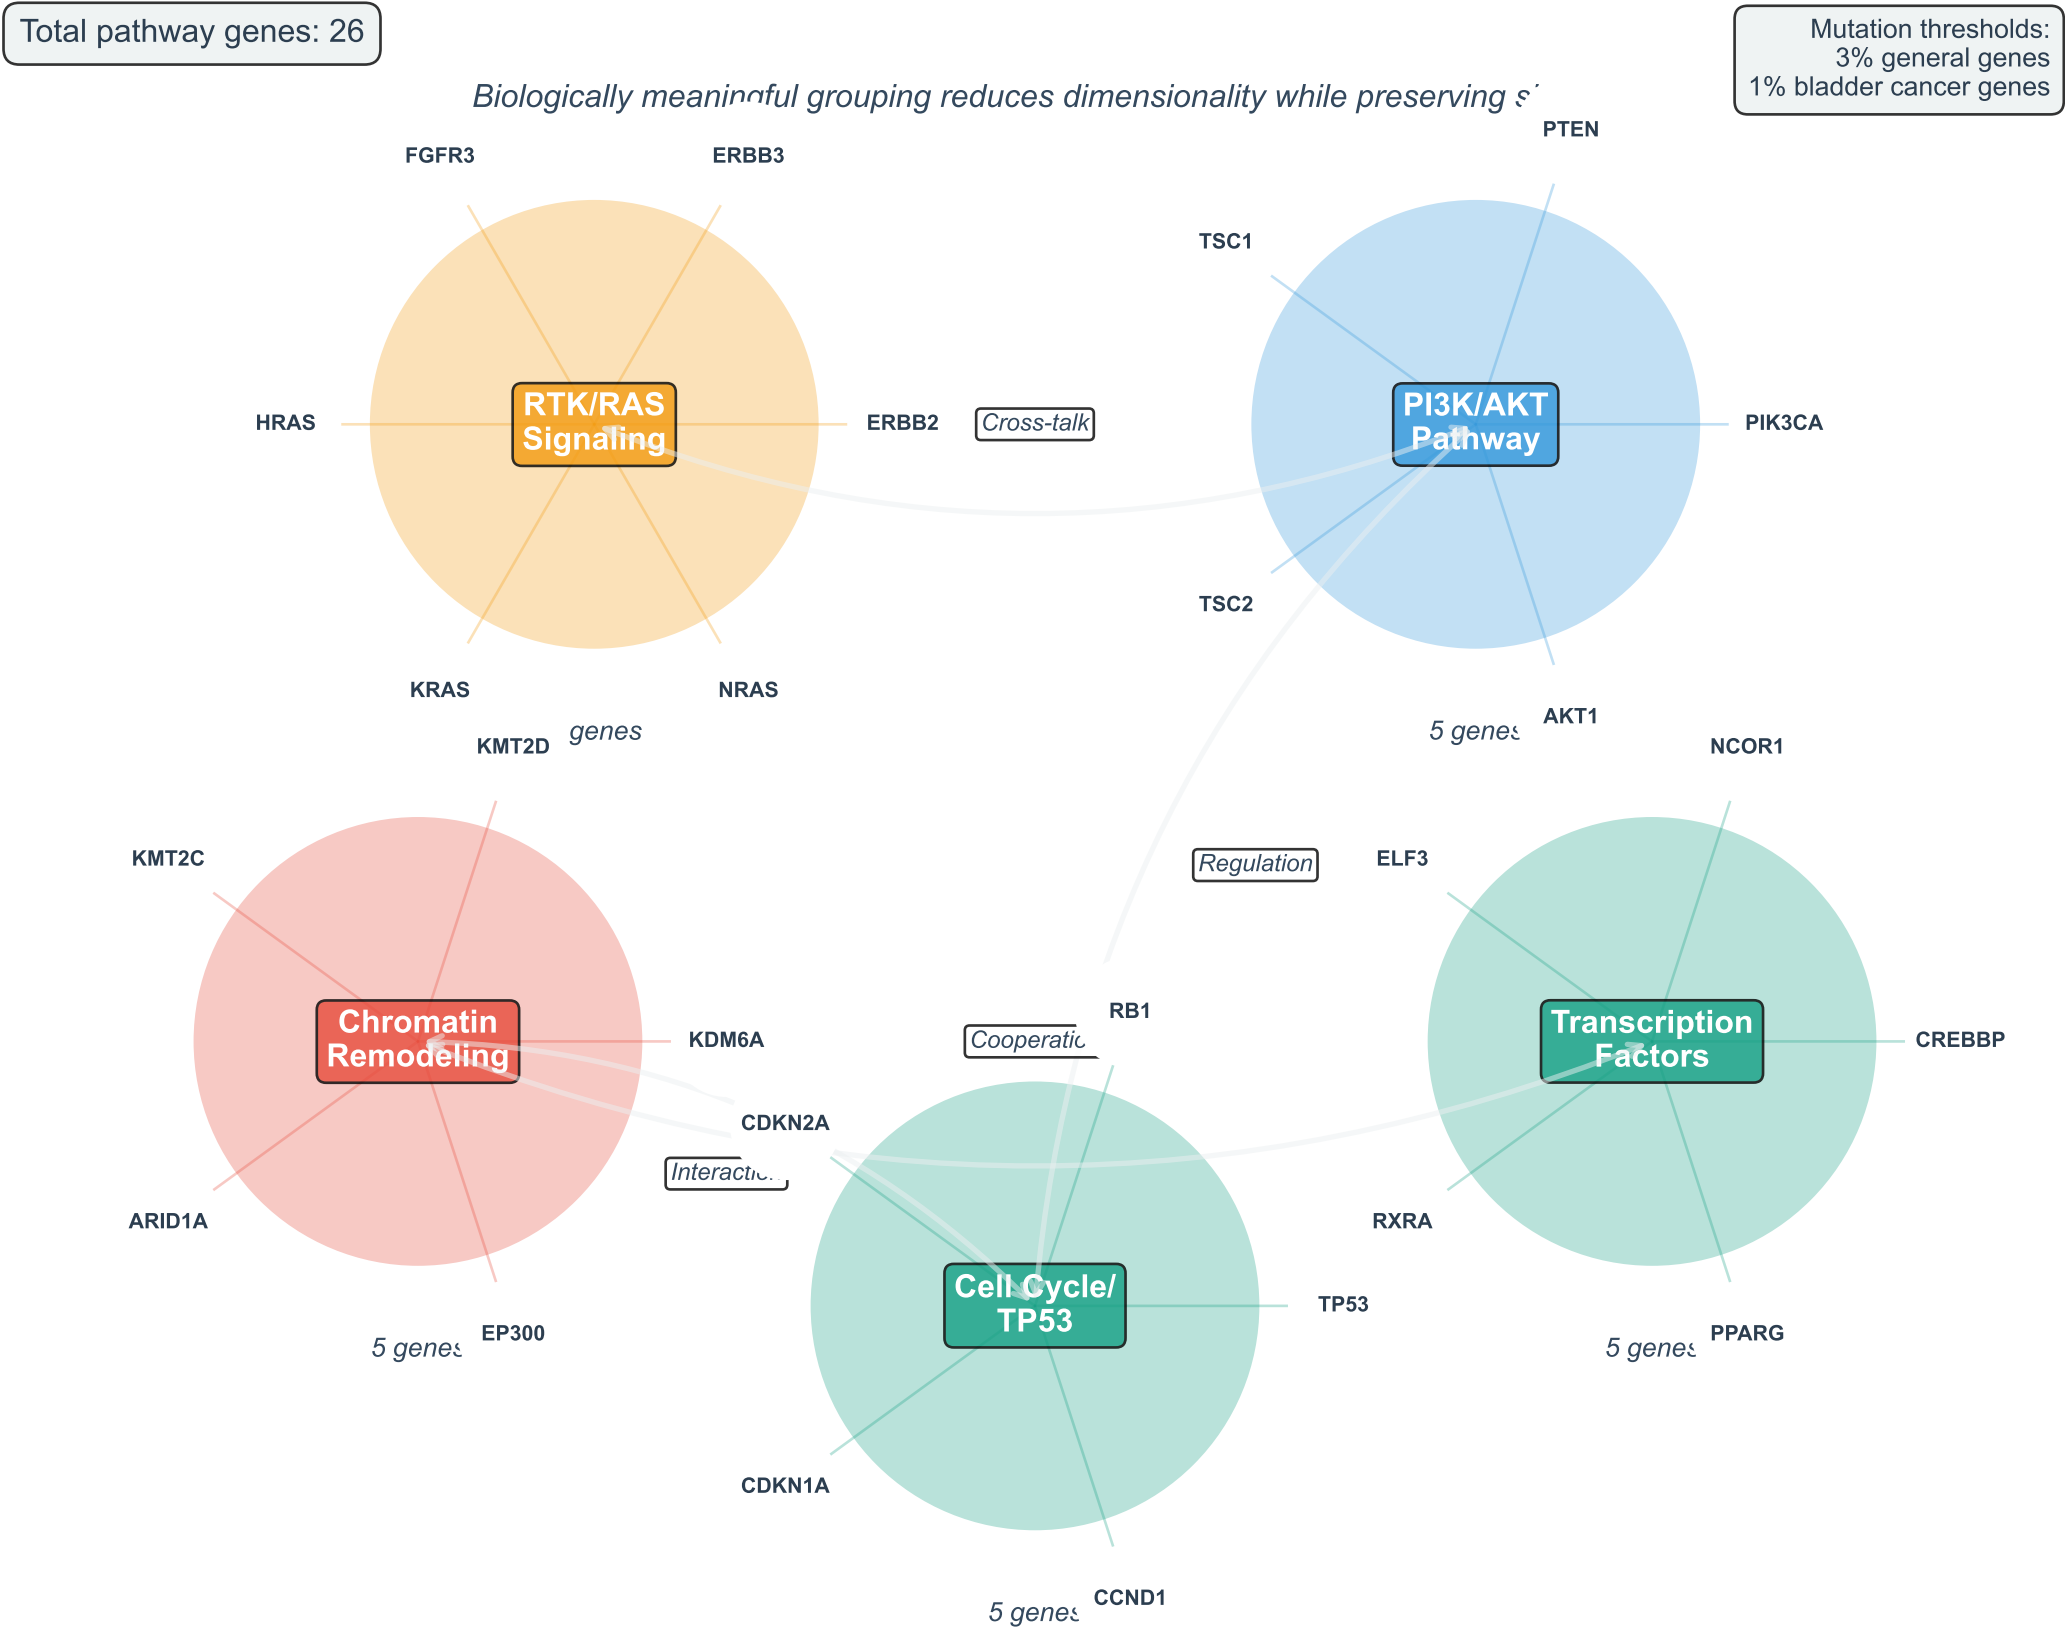 Total pathway genes: 26
Mutation thresholds:
3% general genes
1% bladder cancer genes
Biologically meaningful grouping reduces dimensionality while preserving
PTEN
FGFR3
ERBB3
TSC1
RTK/RAS
Signaling
PI3K/AKT
Pathway
HRAS
ERBB2
Cross-talk
PIK3CA
TSC2
KRAS
NRAS
genes
5 genes
AKT1
KMT2D
NCOR1
KMT2C
Regulation
ELF3
RB1
Chromatin
Remodeling
KDM6A
Cooperation
Transcription
Factors
CREBBP
CDKN2A
Interaction
ARID1A
RXRA
Cell Cycle/
TP53
TP53
EP300
5 genes
PPARG
5 genes
CDKN1A
CCND1
5 genes